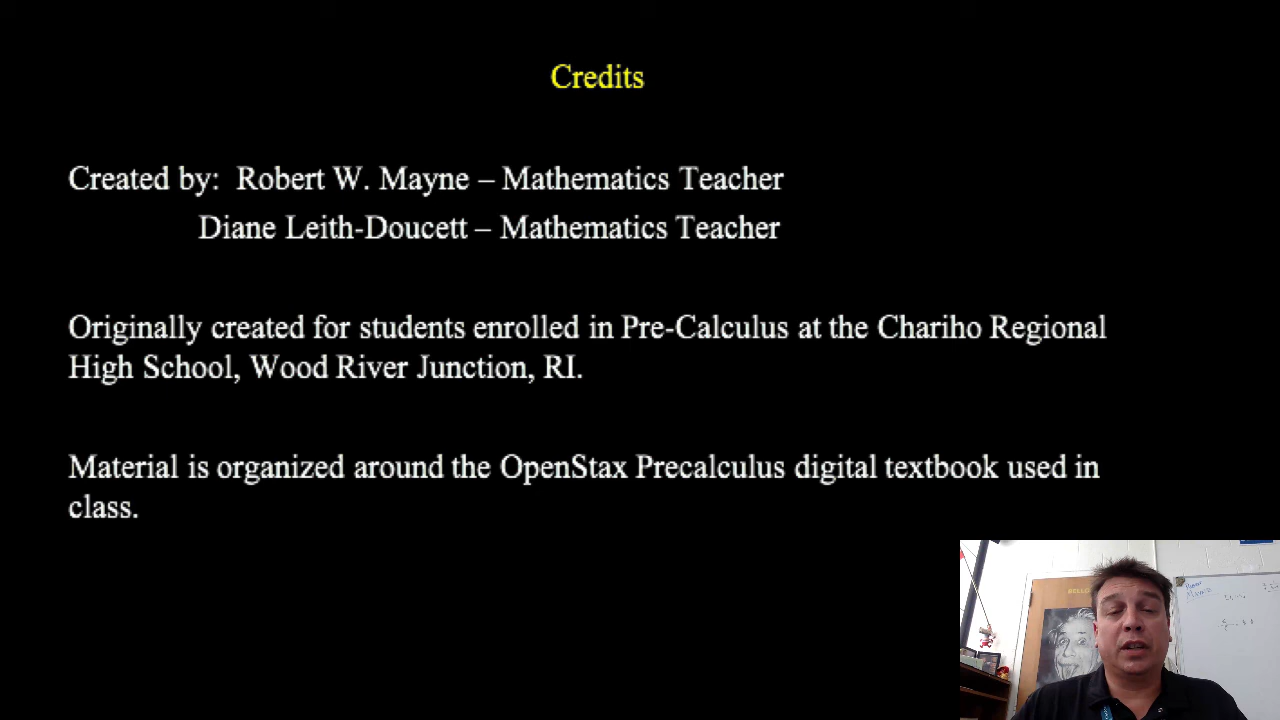 Credits
Created by: Robert W. Mayne – Mathematics Teacher
Diane Leith-Doucett – Mathematics Teacher
Originally created for students enrolled in Pre-Calculus at the Chariho Regional
High School, Wood River Junction, RI.
Material is organized around the OpenStax Precalculus digital textbook used in
class.
HELLO